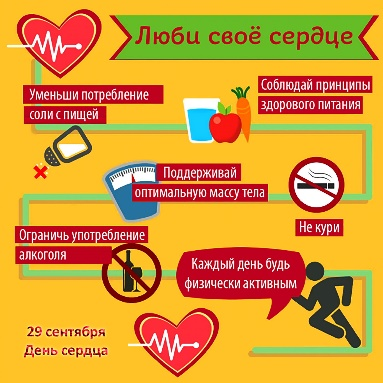 Люби своё сердце
Уменьши потребление
соли с пищей
Соблюдай принципы
здорового питания
Поддерживай
оптимальную массу тела
Не кури
Ограничь употребление
алкоголя
Каждый день будь
физически активным
29 сентября
День сердца